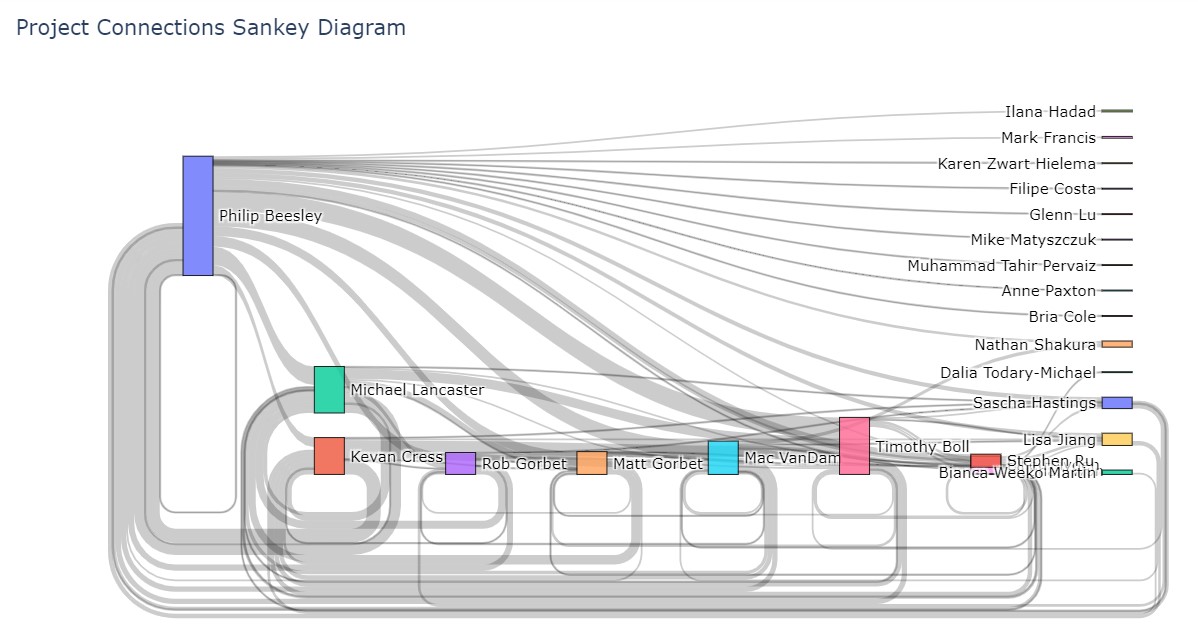 Project Connections Sankey Diagram
Ilana Hadad
Mark Francis
Karen Zwart-Hielema
Filipe Costa
Glenn Lu
Mike Matyszczuk
Muhammad Tahir Pervaiz
Anne Paxton
Bria Cole
Nathan Shakura
Dalia Todary-Michael
Sascha Hastings
Lisa Jiang
Bianca Weeko Martin
Philip Beesley
Michael Lancaster
Kevan Cress
Rob Gorbet
Matt Gorbet
Mac VanDam
Timothy Boll
Stephen Ru